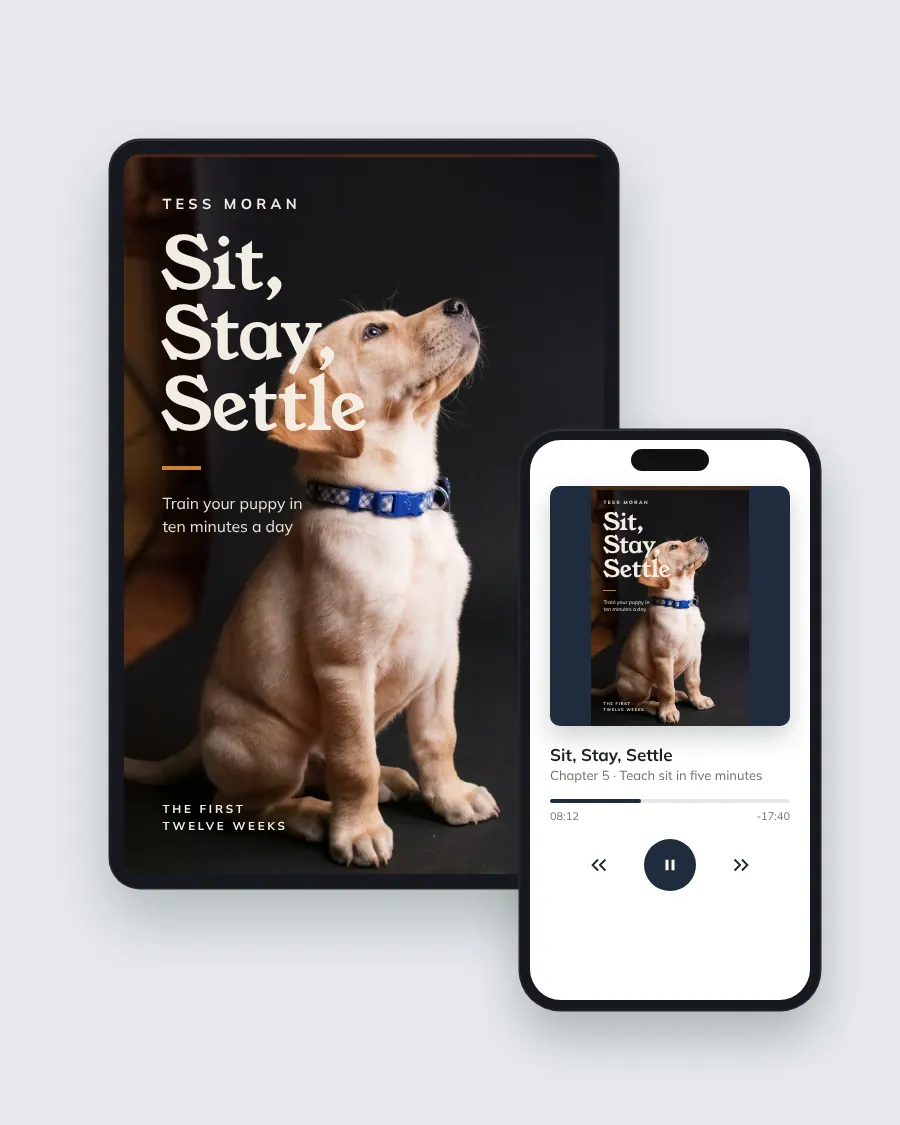 TESS MORAN
Sit,
Stay,
Settle
Train your puppy in
ten minutes a day
THE FIRST
TWELVE WEEKS
TESS MORAN
Sit,
Stay,
Settle
Train your puppy in
ten minutes a day
THE FIRST
TWELVE WEEKS
Sit, Stay, Settle
Chapter 5 · Teach sit in five minutes
08:12
-17:40